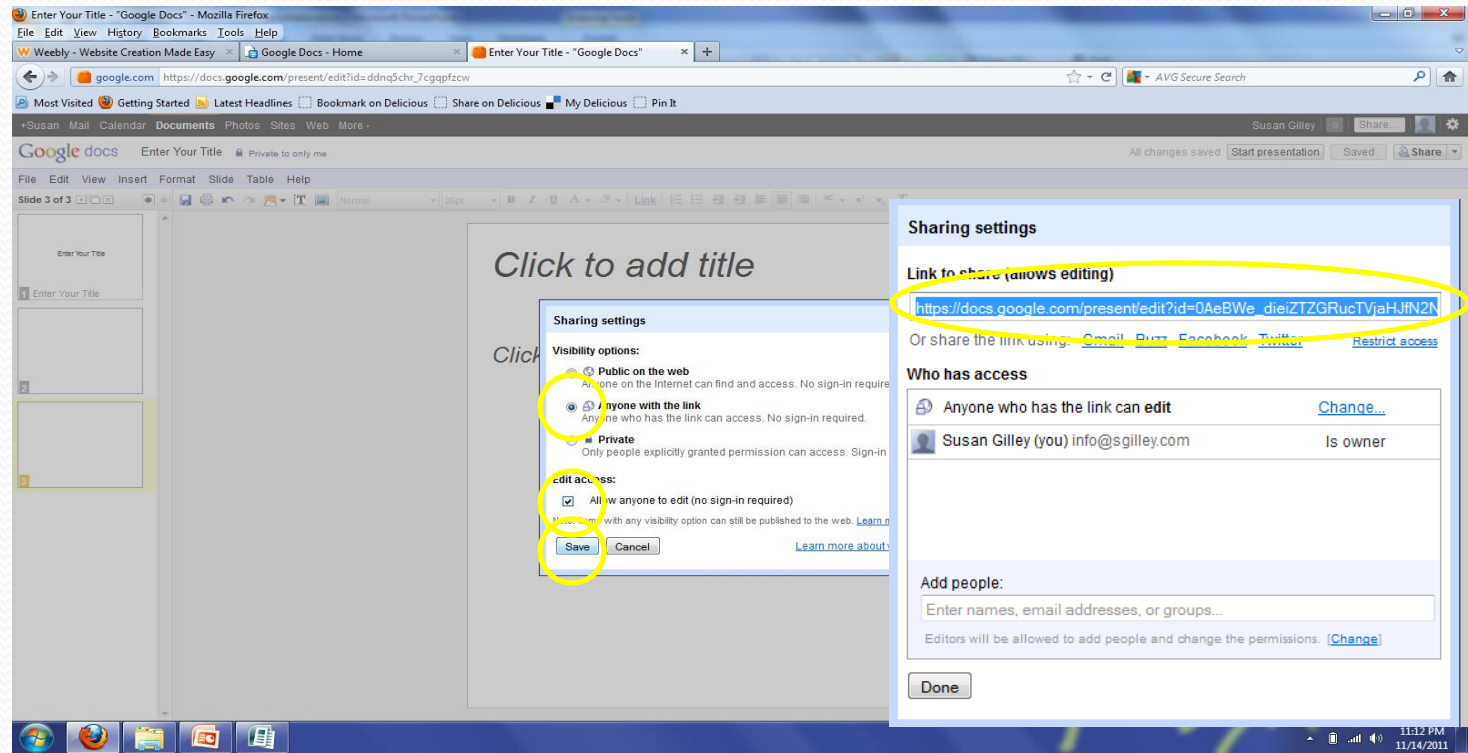 Enter Your Title - "Google Docs" - Mozilla Firefox
File Edit View History Bookmarks Tools Help
Weebly - Website Creation Made Easy Google Docs - Home Enter Your Title - "Google Docs"
google.com https://docs.google.com/present/edit?id=ddnq5chr_7cgqpfzcw AVG Secure Search
Most Visited Getting Started Latest Headlines Bookmark on Delicious Share on Delicious My Delicious Pin It
+Susan Mail Calendar Documents Photos Sites Web More Susan Gilley 0 Share...
Google docs Enter Your Title Private to only me All changes saved Start presentation Saved Share
File Edit View Insert Format Slide Table Help
Slide 3 of 3 Normal 36pt B I U A Link
Enter Your Title
1 Enter Your Title
2
3
Click to add title
Click
Sharing settings
Visibility options:
Public on the web
Anyone on the Internet can find and access. No sign-in require
Anyone with the link
Anyone who has the link can access. No sign-in required.
Private
Only people explicitly granted permission can access. Sign-in
Edit access:
Allow anyone to edit (no sign-in required)
Note: Items with any visibility option can still be published to the web. Learn
Save Cancel Learn more about
Sharing settings
Link to share (allows editing)
https://docs.google.com/present/edit?id=0AeBWe_dieiZTZGRucTVjaHJfN2N
Or share the link using: Gmail Buzz Facebook Twitter Restrict access
Who has access
Anyone who has the link can edit Change...
Susan Gilley (you) info@sgilley.com Is owner
Add people:
Enter names, email addresses, or groups...
Editors will be allowed to add people and change the permissions. [Change]
Done
11:12 PM
11/14/2011